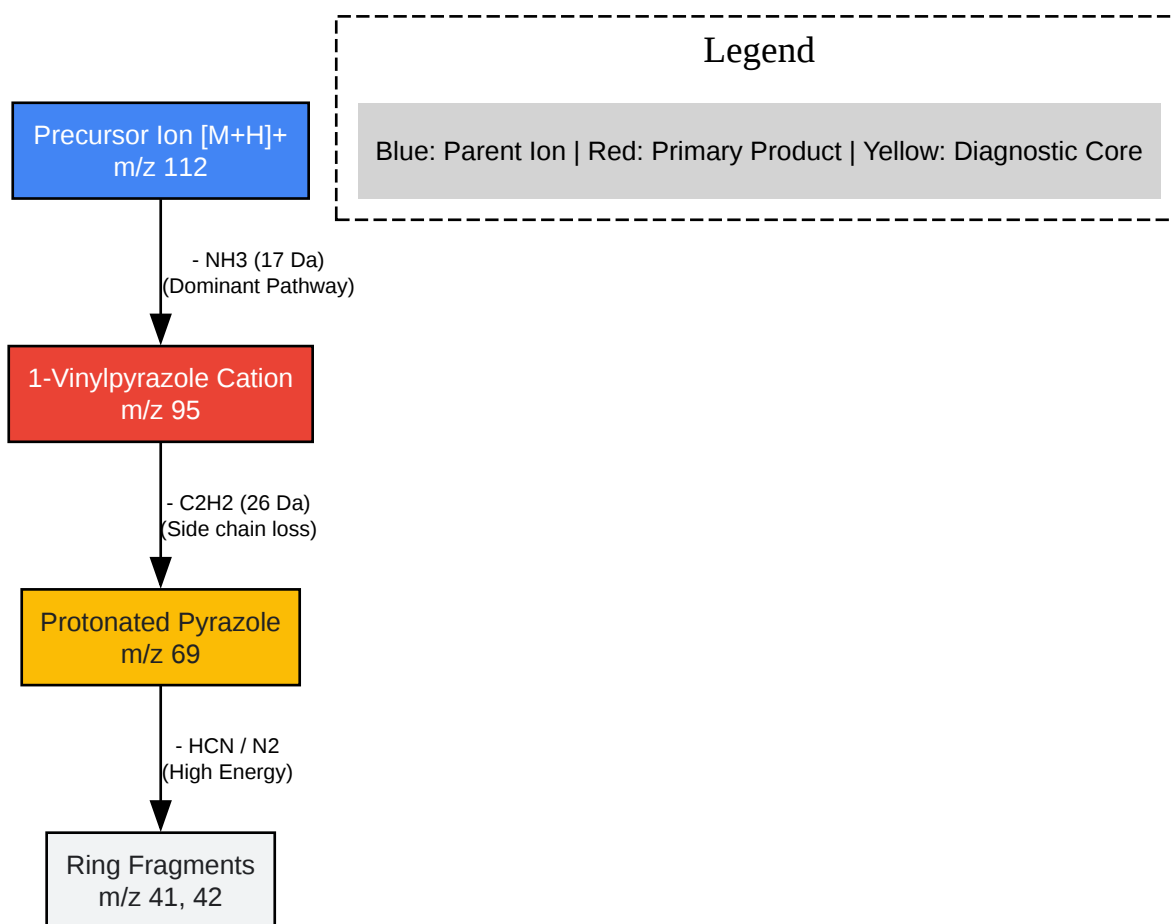 Legend
Blue: Parent Ion | Red: Primary Product | Yellow: Diagnostic Core
Precursor Ion [M+H]+
m/z 112
- NH3 (17 Da)
(Dominant Pathway)
1-Vinylpyrazole Cation
m/z 95
- C2H2 (26 Da)
(Side chain loss)
Protonated Pyrazole
m/z 69
- HCN / N2
(High Energy)
Ring Fragments
m/z 41, 42